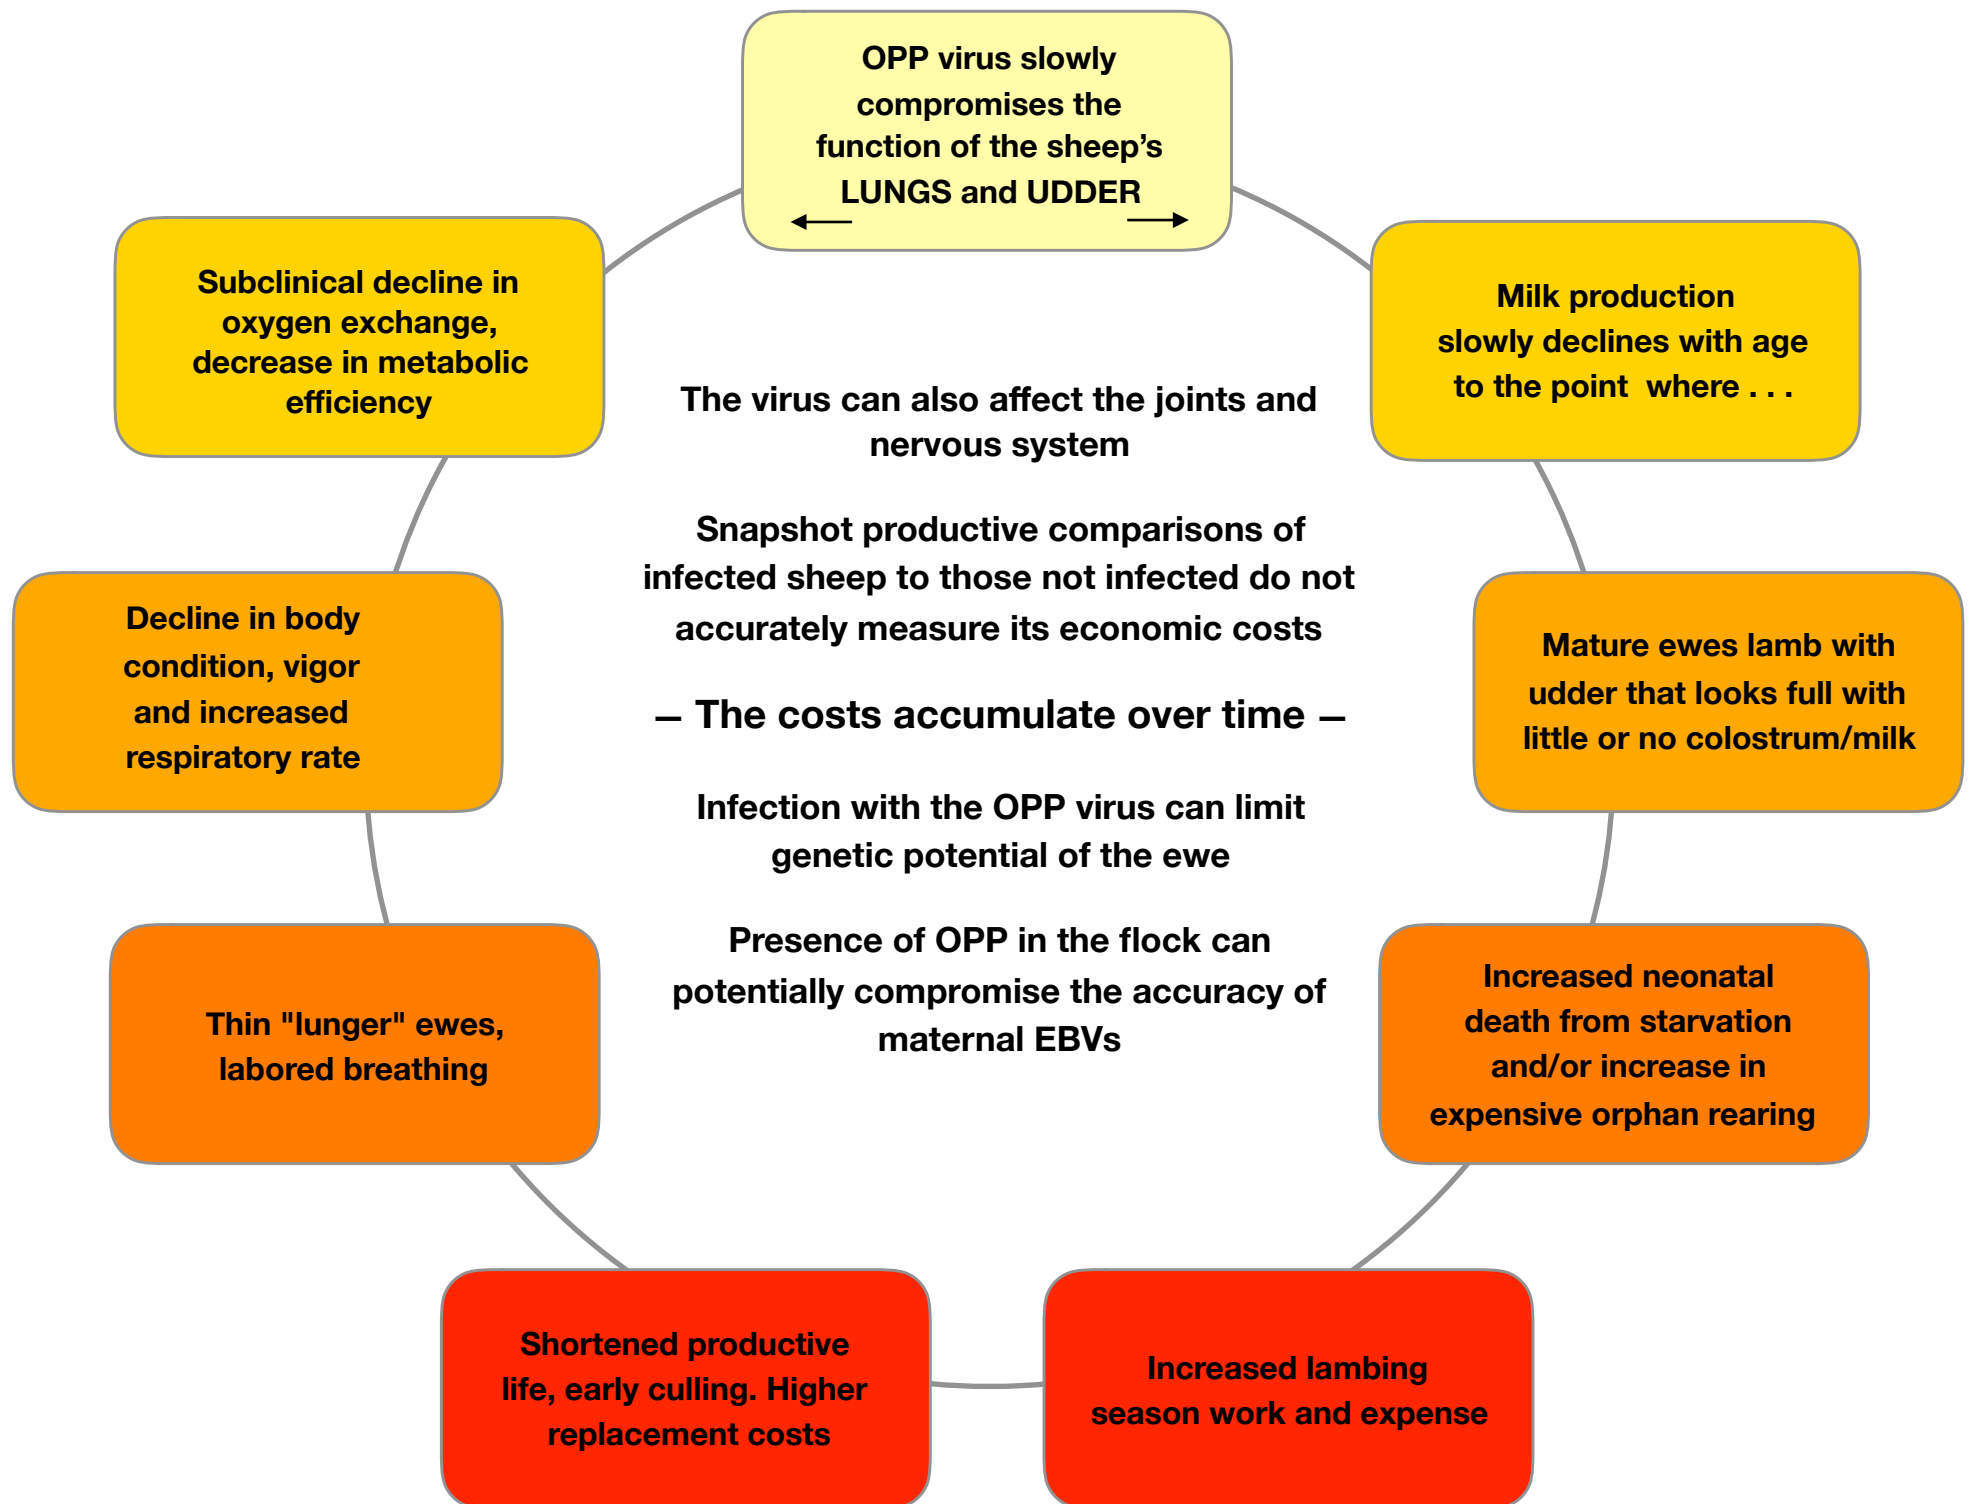 OPP virus slowly
compromises the
function of the sheep’s
LUNGS and UDDER
Subclinical decline in
oxygen exchange,
decrease in metabolic
efficiency
Decline in body
condition, vigor
and increased
respiratory rate
Thin "lunger" ewes,
labored breathing
Shortened productive
life, early culling. Higher
replacement costs
Milk production
slowly declines with age
to the point  where . . .
Mature ewes lamb with
udder that looks full with
little or no colostrum/milk
Increased neonatal
death from starvation
and/or increase in
expensive orphan rearing
Increased lambing
season work and expense
The virus can also affect the joints and
nervous system
Snapshot productive comparisons of
infected sheep to those not infected do not
accurately measure its economic costs
– The costs accumulate over time –
Infection with the OPP virus can limit
genetic potential of the ewe
Presence of OPP in the flock can
potentially compromise the accuracy of
maternal EBVs